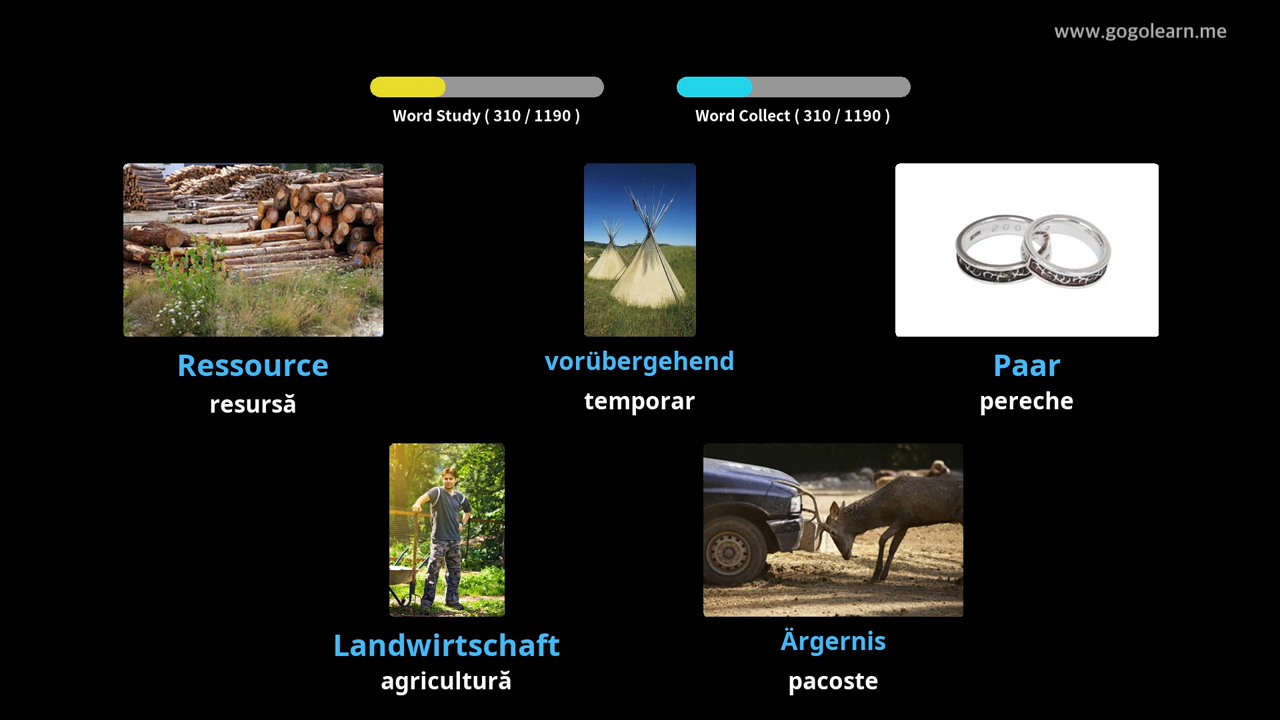 www.gogolearn.me
Word Study ( 310 / 1190 )
Word Collect ( 310 / 1190 )
Ressource
resursă
vorübergehend
temporar
Paar
pereche
Landwirtschaft
agricultură
Ärgernis
pacoste